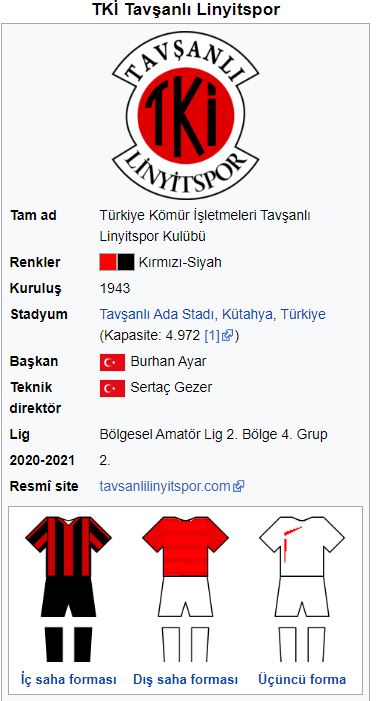 TKİ Tavşanlı Linyitspor
TAVŞANLI
TKİ
LİNYİTSPOR
Tam ad Türkiye Kömür İşletmeleri Tavşanlı
Linyitspor Kulübü
Renkler Kırmızı-Siyah
Kuruluş 1943
Stadyum Tavşanlı Ada Stadı, Kütahya, Türkiye
(Kapasite: 4.972 [1])
Başkan Burhan Ayar
Teknik Sertaç Gezer
direktör
Lig Bölgesel Amatör Lig 2. Bölge 4. Grup
2020-2021 2.
Resmî site tavsanlilinyitspor.com
İç saha forması Dış saha forması Üçüncü forma